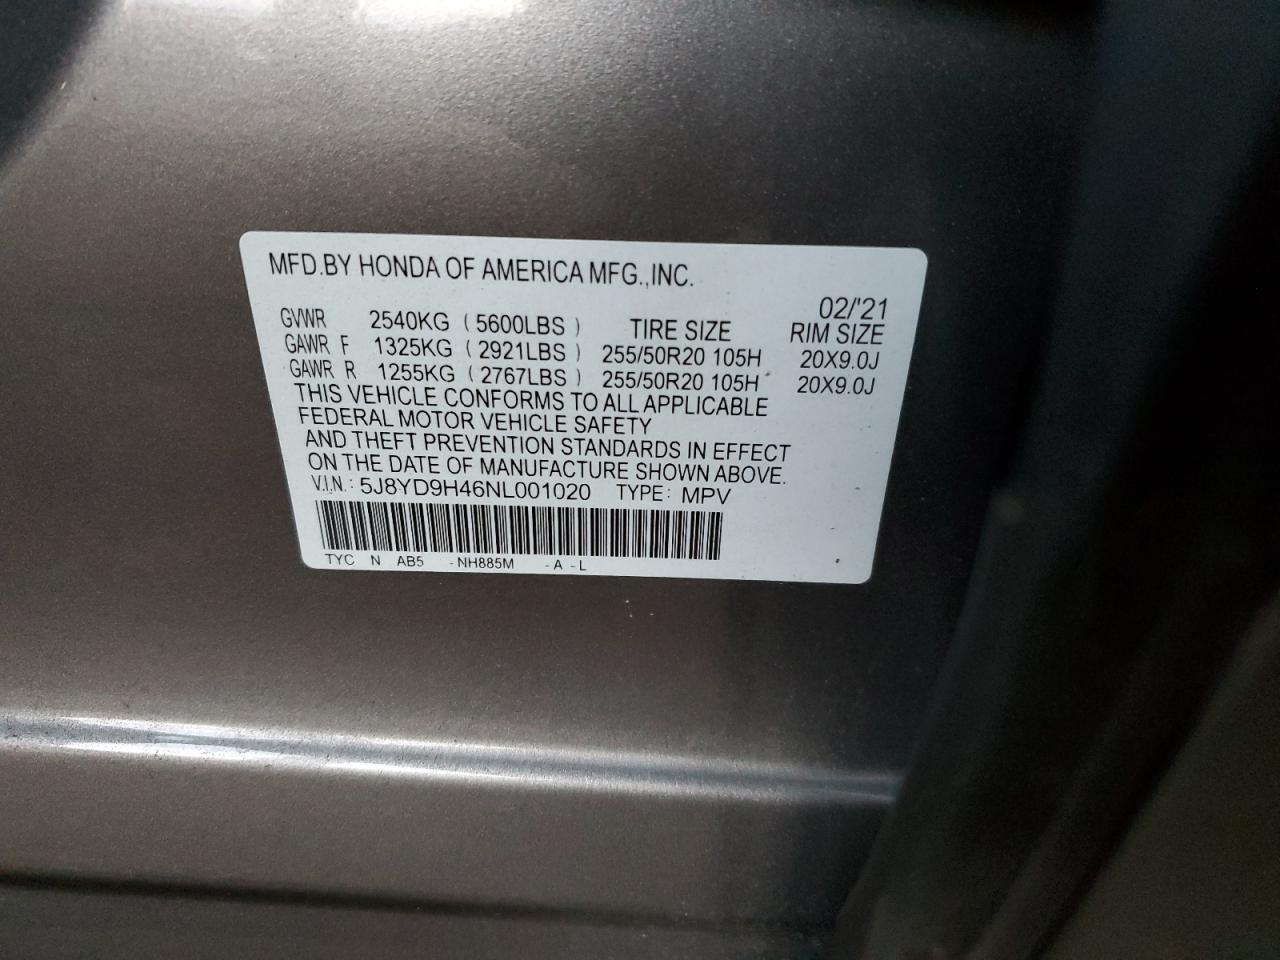 MFD.BY HONDA OF AMERICA MFG.,INC.
02/'21
GVWR 2540KG ( 5600LBS ) TIRE SIZE RIM SIZE
GAWR F 1325KG ( 2921LBS ) 255/50R20 105H 20X9.0J
GAWR R 1255KG ( 2767LBS ) 255/50R20 105H 20X9.0J
THIS VEHICLE CONFORMS TO ALL APPLICABLE
FEDERAL MOTOR VEHICLE SAFETY
AND THEFT PREVENTION STANDARDS IN EFFECT
ON THE DATE OF MANUFACTURE SHOWN ABOVE.
V.I.N.: 5J8YD9H46NL001020 TYPE: MPV
TYC N AB5 -NH885M -A -L